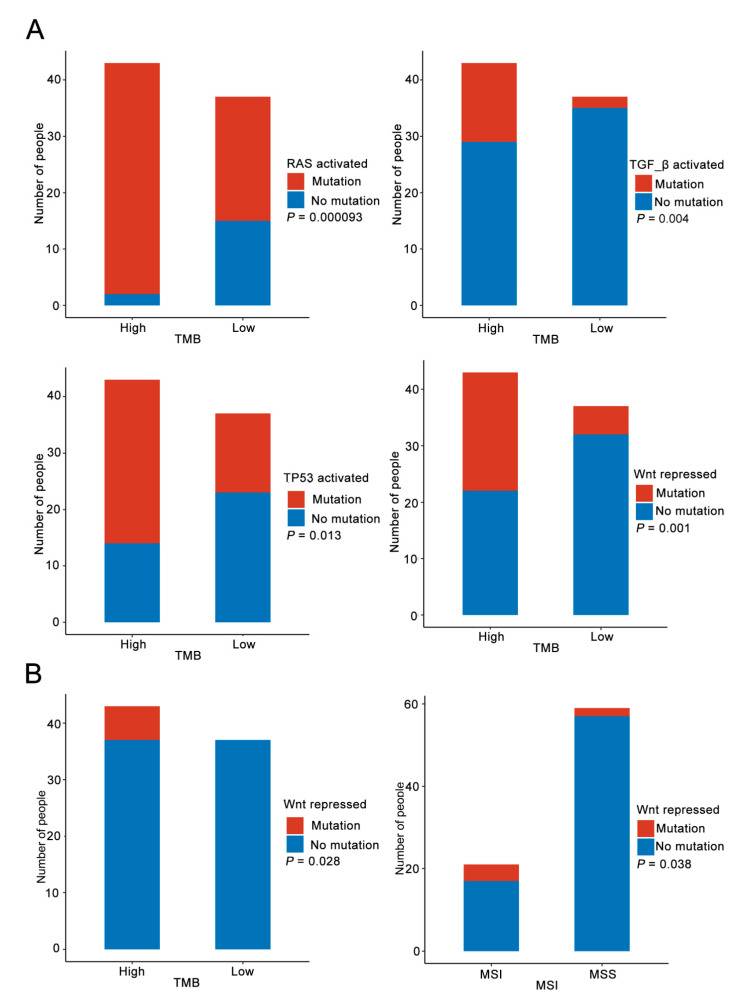 A
Number of people
40
30
20
10
0
High
Low
TMB
RAS activated
Mutation
No mutation
P = 0.000093
Number of people
40
30
20
10
0
High
Low
TMB
TGF_β activated
Mutation
No mutation
P = 0.004
Number of people
40
30
20
10
0
High
Low
TMB
TP53 activated
Mutation
No mutation
P = 0.013
Number of people
40
30
20
10
0
High
Low
TMB
Wnt repressed
Mutation
No mutation
P = 0.001
B
Number of people
40
30
20
10
0
High
Low
TMB
Wnt repressed
Mutation
No mutation
P = 0.028
Number of people
60
40
20
0
MSI
MSS
MSI
Wnt repressed
Mutation
No mutation
P = 0.038